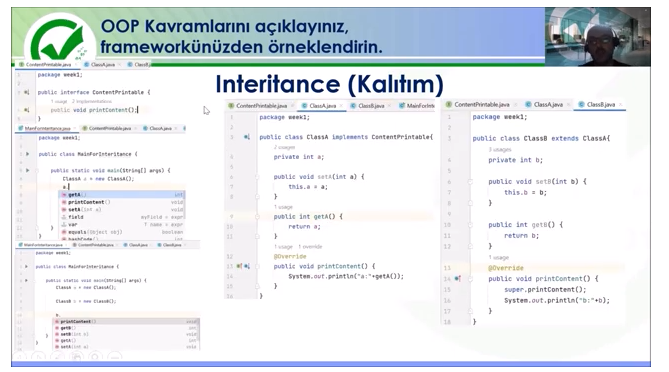 OOP Kavramlarını açıklayınız,
frameworkünüzden örneklendirin.
Interitance (Kalıtım)
ContentPrintable.java ClassA.java ClassB.j
package week1;
public interface ContentPrintable {
1 usage 2 implementations
public void printContent();
}
MainForInteritance.java ContentPrintable.java ClassA.java
package week1;
public class MainForInteritance {
public static void main(String[] args) {
ClassA a = new ClassA();
a.
getA() int
printContent() void
setA(int a) void
field myField = expr
var T name = expr
equals(Object obj) boolean
MainForInteritance.java ContentPrintable.java ClassA.java ClassB.java
package week1;
public class MainForInteritance {
public static void main(String[] args) {
ClassA a = new ClassA();
ClassB b = new ClassB();
b.
printContent() void
getB() int
setB(int b) void
getA() int
setA(int a) void
ContentPrintable.java ClassA.java ClassB.java MainForInterit
1 package week1;
public class ClassA implements ContentPrintable{
2 usages
private int a;
public void setA(int a) {
this.a = a;
}
1 usage
public int getA() {
return a;
}
1 usage 1 override
@Override
public void printContent() {
System.out.println("a:"+getA());
}
}
ContentPrintable.java ClassA.java ClassB.java
package week1;
public class ClassB extends ClassA{
3 usages
private int b;
public void setB(int b) {
this.b = b;
}
public int getB() {
return b;
}
1 usage
@Override
public void printContent() {
super.printContent();
System.out.println("b:"+b);
}
}